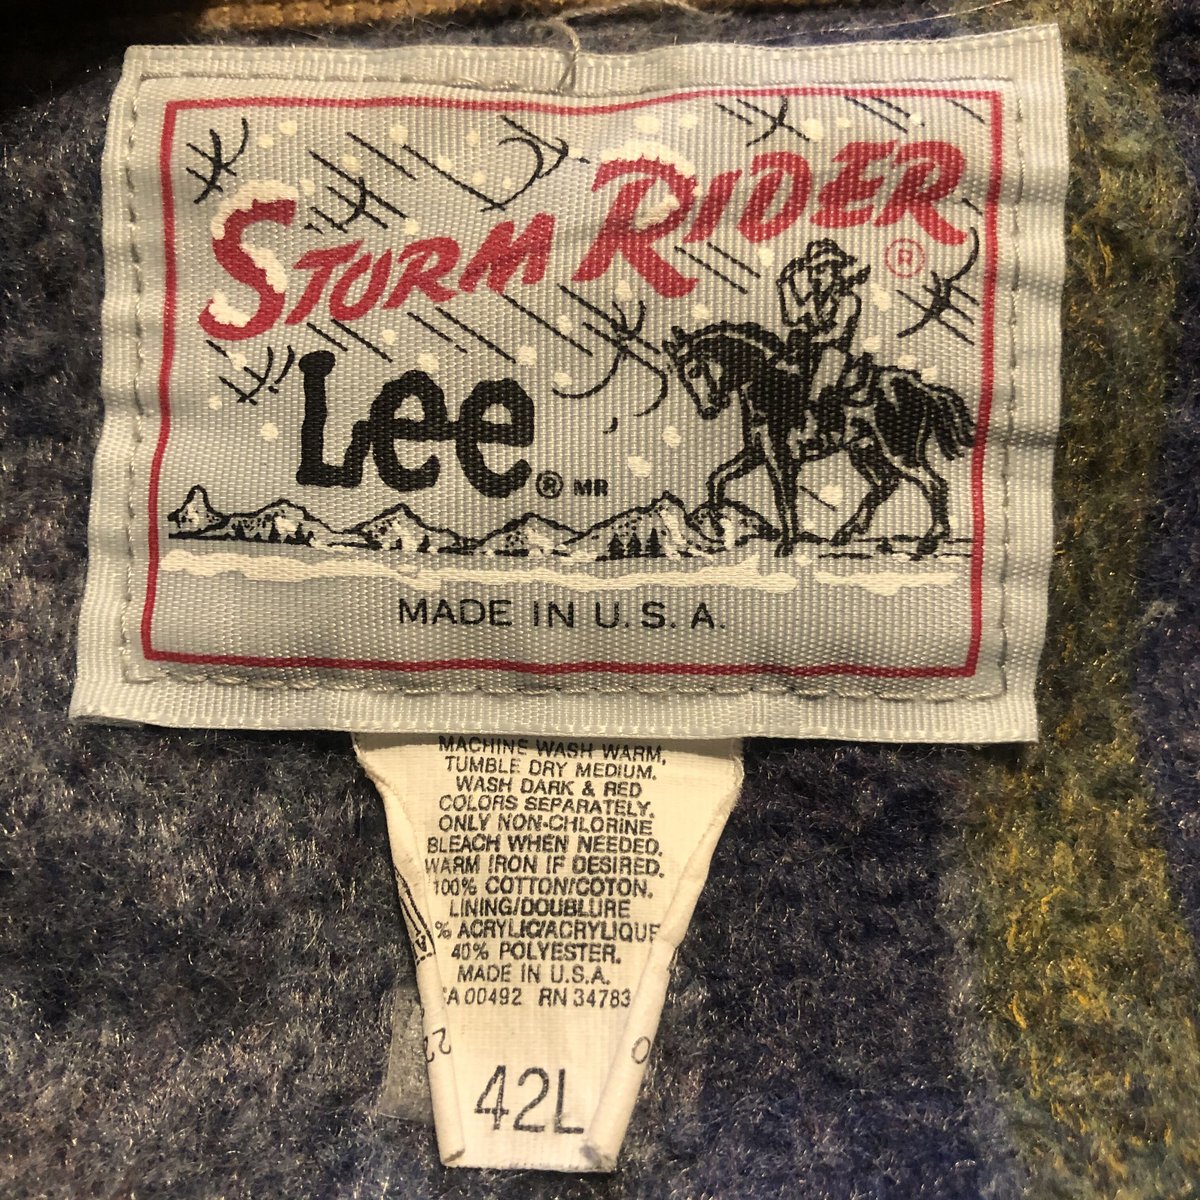 STORM RIDER ®
Lee ® MR
MADE IN U.S.A.
MACHINE WASH WARM,
TUMBLE DRY MEDIUM.
WASH DARK & RED
COLORS SEPARATELY.
ONLY NON-CHLORINE
BLEACH WHEN NEEDED.
WARM IRON IF DESIRED.
100% COTTON/COTON.
LINING/DOUBLURE
% ACRYLIC/ACRYLIQUE
40% POLYESTER.
MADE IN U.S.A.
A 00492 RN 34783
42L